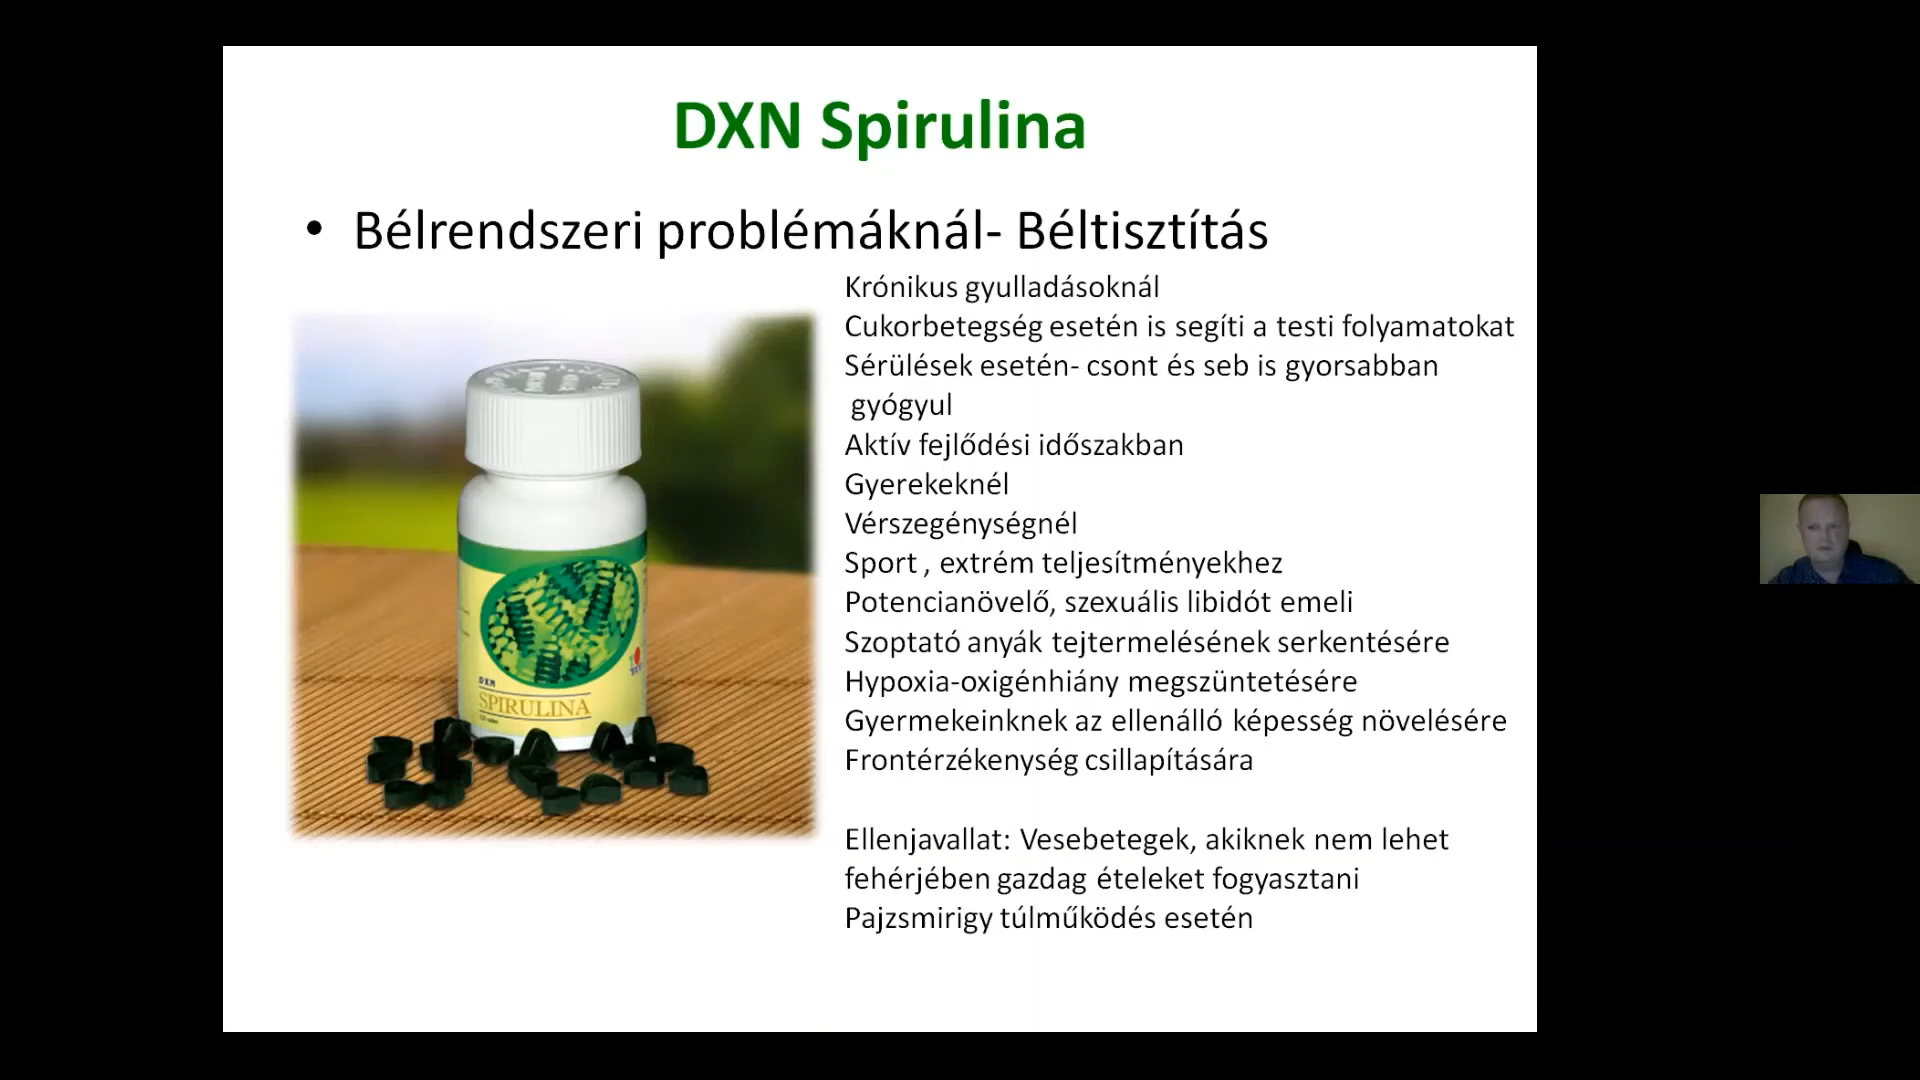 DXN Spirulina
• Bélrendszeri problémáknál- Béltisztítás
Krónikus gyulladásoknál
Cukorbetegség esetén is segíti a testi folyamatokat
Sérülések esetén- csont és seb is gyorsabban
gyógyul
Aktív fejlődési időszakban
Gyerekeknél
Vérszegénységnél
Sport , extrém teljesítményekhez
Potencianövelő, szexuális libidót emeli
Szoptató anyák tejtermelésének serkentésére
Hypoxia-oxigénhiány megszüntetésére
Gyermekeinknek az ellenálló képesség növelésére
Frontérzékenység csillapítására
Ellenjavallat: Vesebetegek, akiknek nem lehet
fehérjében gazdag ételeket fogyasztani
Pajzsmirigy túlműködés esetén
DXN
SPIRULINA